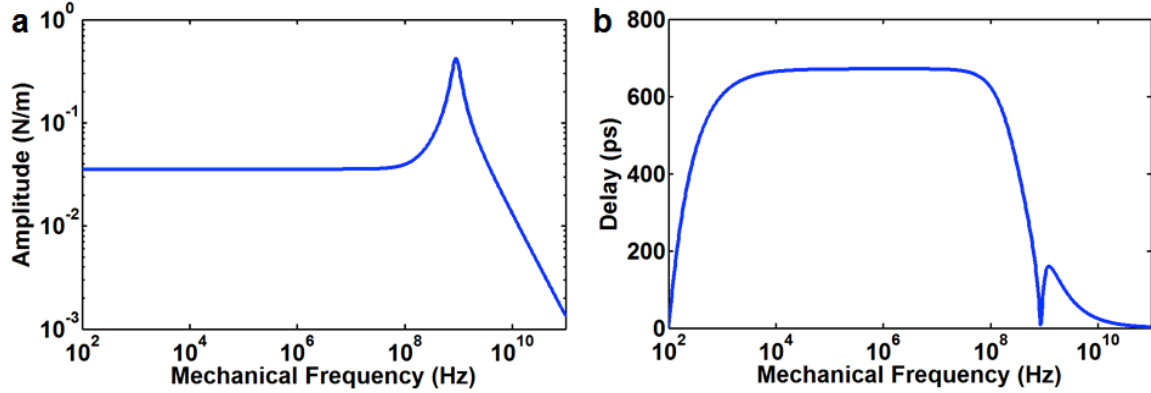 a
Amplitude (N/m)
10^0
10^-1
10^-2
10^-3
10^2 10^4 10^6 10^8 10^10
Mechanical Frequency (Hz)
b
Delay (ps)
800
600
400
200
0
10^2 10^4 10^6 10^8 10^10
Mechanical Frequency (Hz)